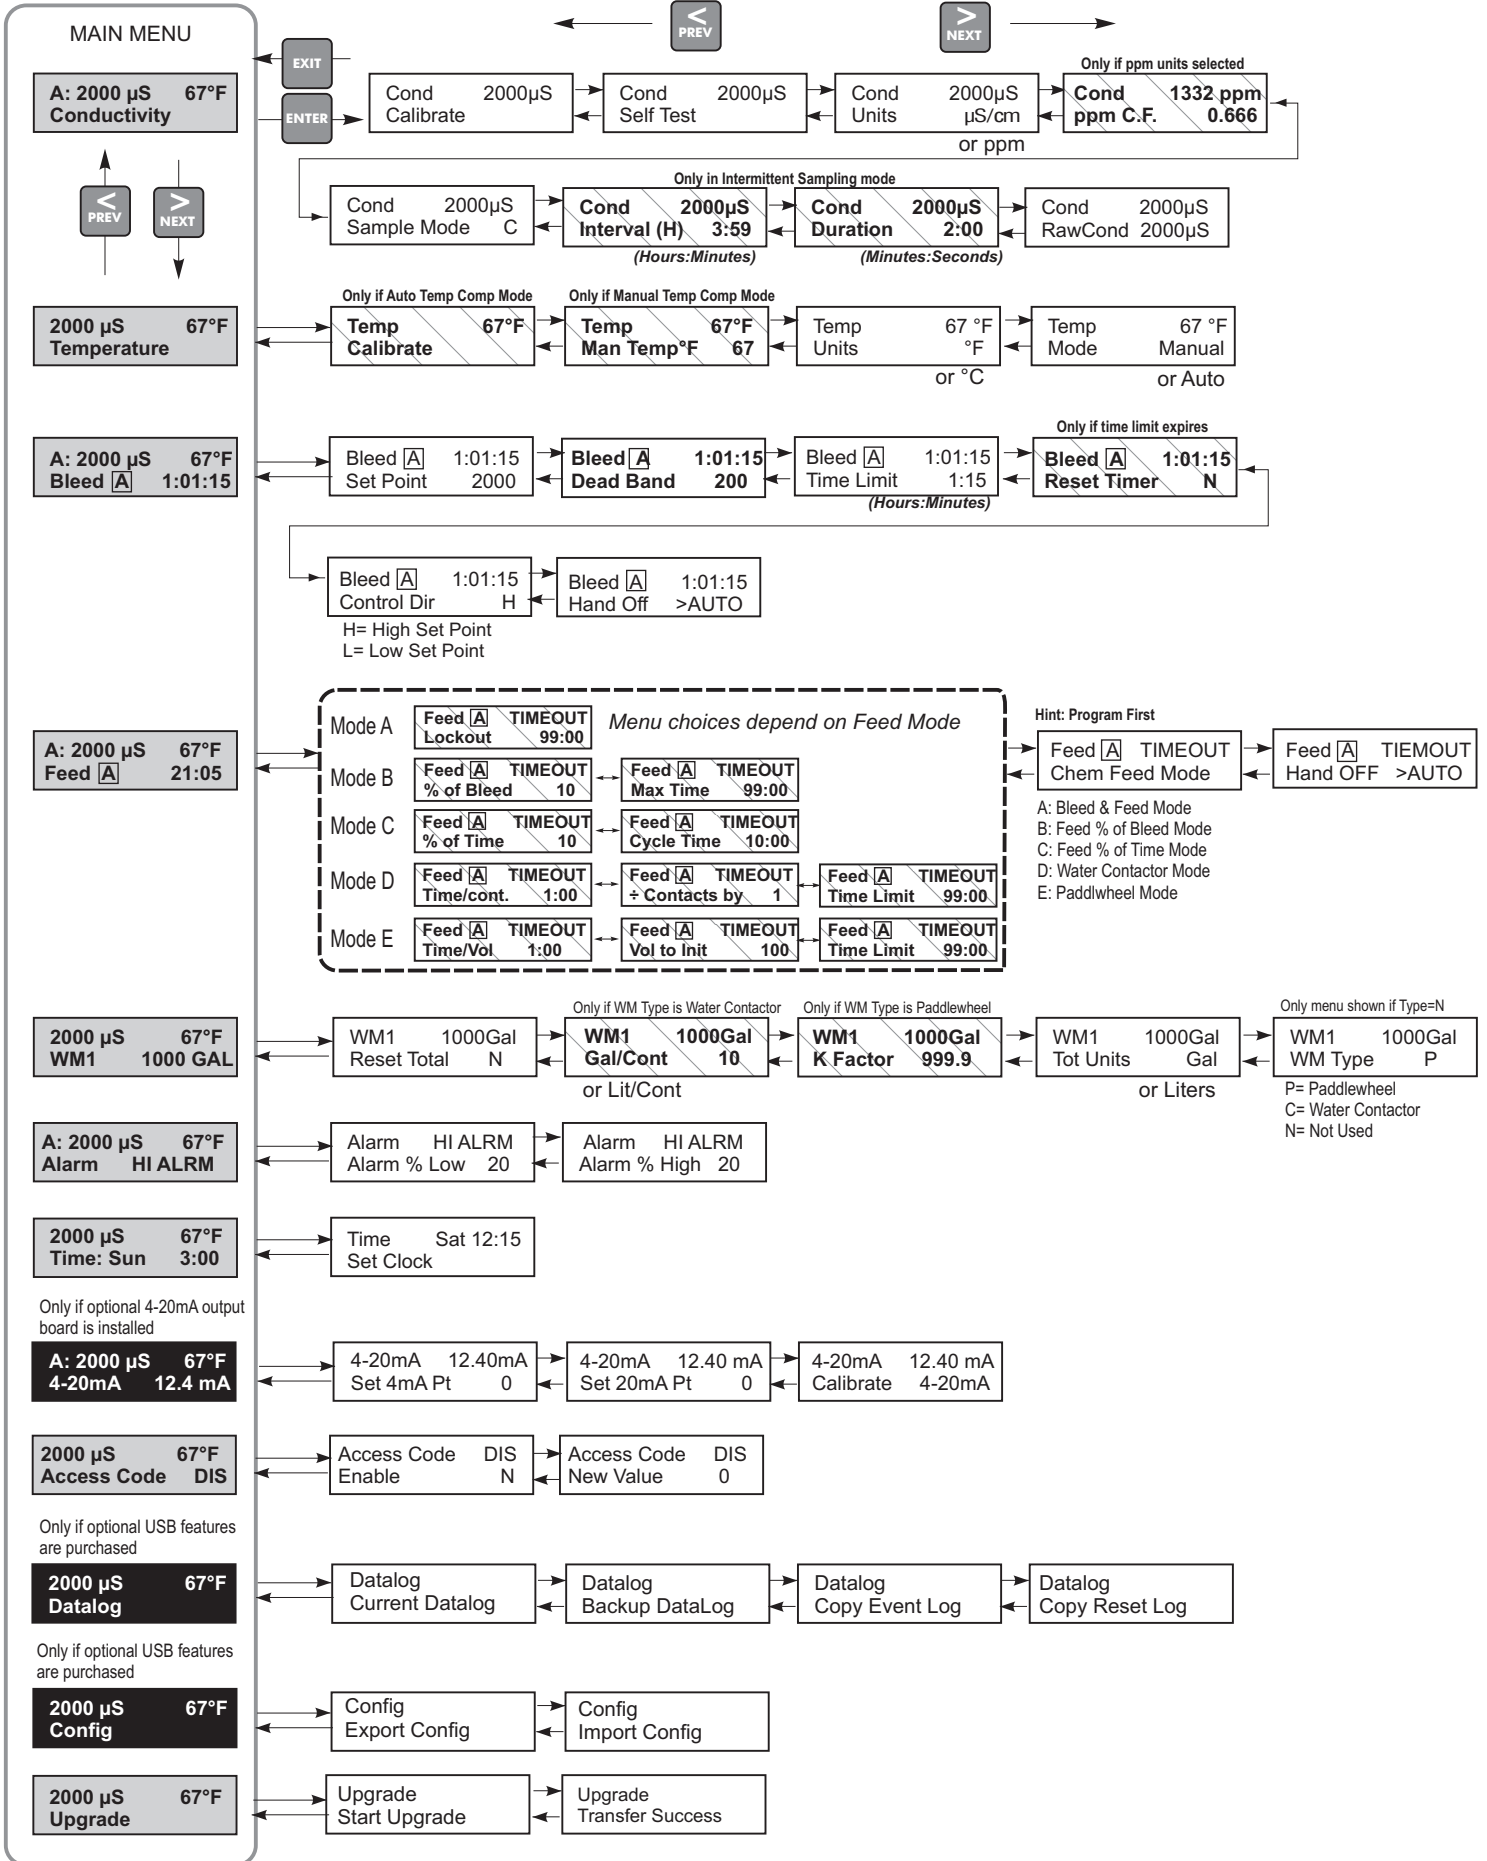 MAIN MENU
<
PREV
>
NEXT
EXIT
ENTER
A: 2000 µS 67°F
Conductivity
Cond 2000µS
Calibrate
Cond 2000µS
Self Test
Cond 2000µS
Units µS/cm
or ppm
Only if ppm units selected
Cond 1332 ppm
ppm C.F. 0.666
<
PREV
>
NEXT
Cond 2000µS
Sample Mode C
Only in Intermittent Sampling mode
Cond 2000µS
Interval (H) 3:59
(Hours:Minutes)
Cond 2000µS
Duration 2:00
(Minutes:Seconds)
Cond 2000µS
RawCond 2000µS
2000 µS 67°F
Temperature
Only if Auto Temp Comp Mode
Temp 67°F
Calibrate
Only if Manual Temp Comp Mode
Temp 67°F
Man Temp°F 67
Temp 67 °F
Units °F
or °C
Temp 67 °F
Mode Manual
or Auto
A: 2000 µS 67°F
Bleed A 1:01:15
Bleed A 1:01:15
Set Point 2000
Bleed A 1:01:15
Dead Band 200
Bleed A 1:01:15
Time Limit 1:15
(Hours:Minutes)
Only if time limit expires
Bleed A 1:01:15
Reset Timer N
Bleed A 1:01:15
Control Dir H
H= High Set Point
L= Low Set Point
Bleed A 1:01:15
Hand Off >AUTO
A: 2000 µS 67°F
Feed A 21:05
Menu choices depend on Feed Mode
Mode A
Feed A TIMEOUT
Lockout 99:00
Mode B
Feed A TIMEOUT
% of Bleed 10
Feed A TIMEOUT
Max Time 99:00
Mode C
Feed A TIMEOUT
% of Time 10
Feed A TIMEOUT
Cycle Time 10:00
Mode D
Feed A TIMEOUT
Time/cont. 1:00
Feed A TIMEOUT
÷ Contacts by 1
Feed A TIMEOUT
Time Limit 99:00
Mode E
Feed A TIMEOUT
Time/Vol 1:00
Feed A TIMEOUT
Vol to Init 100
Feed A TIMEOUT
Time Limit 99:00
Hint: Program First
Feed A TIMEOUT
Chem Feed Mode
A: Bleed & Feed Mode
B: Feed % of Bleed Mode
C: Feed % of Time Mode
D: Water Contactor Mode
E: Paddlwheel Mode
Feed A TIEMOUT
Hand OFF >AUTO
2000 µS 67°F
WM1 1000 GAL
WM1 1000Gal
Reset Total N
Only if WM Type is Water Contactor
WM1 1000Gal
Gal/Cont 10
or Lit/Cont
Only if WM Type is Paddlewheel
WM1 1000Gal
K Factor 999.9
WM1 1000Gal
Tot Units Gal
or Liters
Only menu shown if Type=N
WM1 1000Gal
WM Type P
P= Paddlewheel
C= Water Contactor
N= Not Used
A: 2000 µS 67°F
Alarm HI ALRM
Alarm HI ALRM
Alarm % Low 20
Alarm HI ALRM
Alarm % High 20
2000 µS 67°F
Time: Sun 3:00
Time Sat 12:15
Set Clock
Only if optional 4-20mA output
board is installed
A: 2000 µS 67°F
4-20mA 12.4 mA
4-20mA 12.40mA
Set 4mA Pt 0
4-20mA 12.40 mA
Set 20mA Pt 0
4-20mA 12.40 mA
Calibrate 4-20mA
2000 µS 67°F
Access Code DIS
Access Code DIS
Enable N
Access Code DIS
New Value 0
Only if optional USB features
are purchased
2000 µS 67°F
Datalog
Datalog
Current Datalog
Datalog
Backup DataLog
Datalog
Copy Event Log
Datalog
Copy Reset Log
Only if optional USB features
are purchased
2000 µS 67°F
Config
Config
Export Config
Config
Import Config
2000 µS 67°F
Upgrade
Upgrade
Start Upgrade
Upgrade
Transfer Success